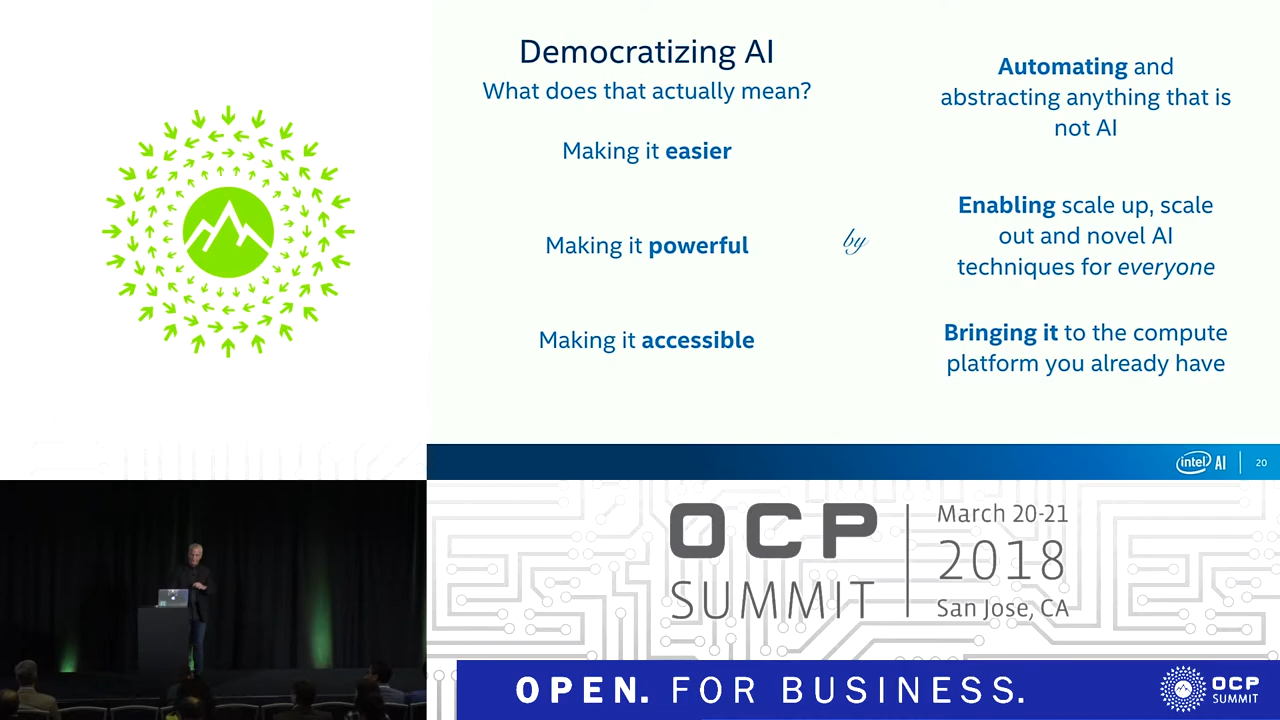 Democratizing AI
What does that actually mean?
Making it easier
Making it powerful
Making it accessible
by
Automating and
abstracting anything that is
not AI
Enabling scale up, scale
out and novel AI
techniques for everyone
Bringing it to the compute
platform you already have
intel AI
20
OCP
SUMMIT
March 20-21
2018
San Jose, CA
OPEN. FOR BUSINESS.
OCP
SUMMIT